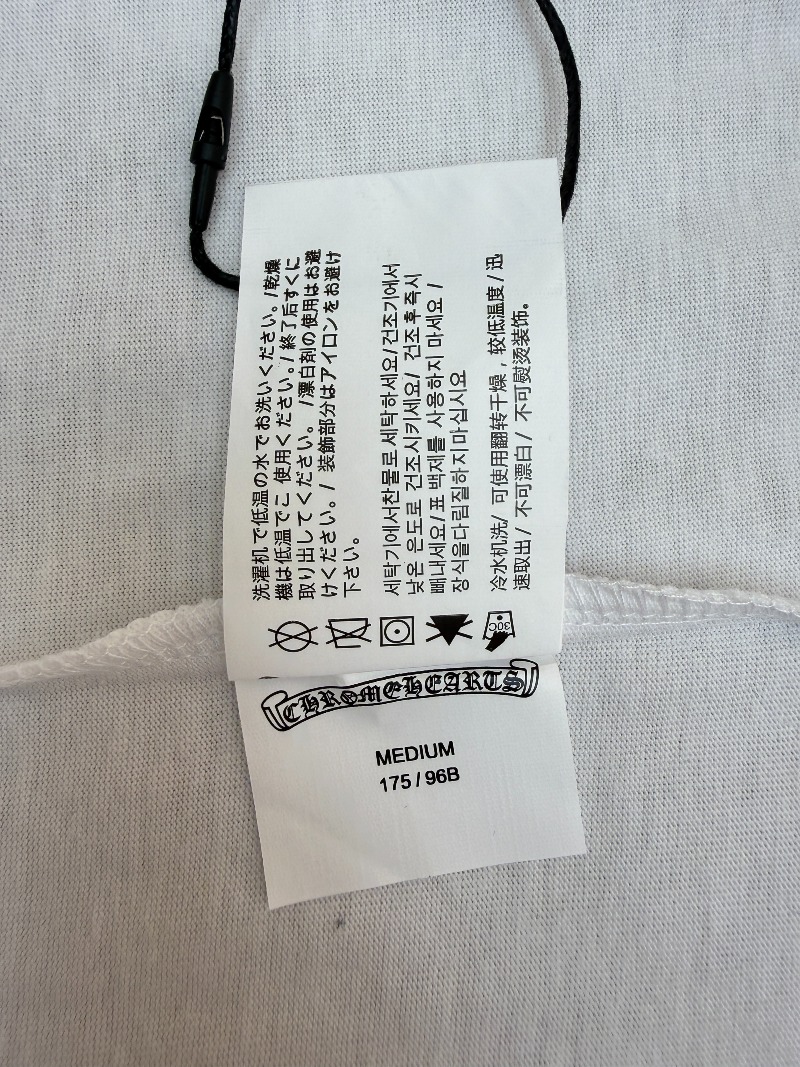 洗濯机で低温の水でお洗いください。/乾燥
機は低温でご 使用ください。/ 終了后すくに
取り出してください。 /漂白剤の使用はお避
けください。/ 装飾部分はアイロンをお避け
下さい。
세탁기에서찬물로 세탁하세요/건조기에서
낮은 온도로 건조시키세요/ 건조 후 즉시
빼내세요/ 표 백제를 사용하지 마세요 /
장식을다림질하지마십시요
冷水机洗/ 可使用翻转干燥，较低温度 / 迅
速取出/ 不可漂白/ 不可熨烫装饰。
30C
CHROMEHEARTS
MEDIUM
175 / 96B